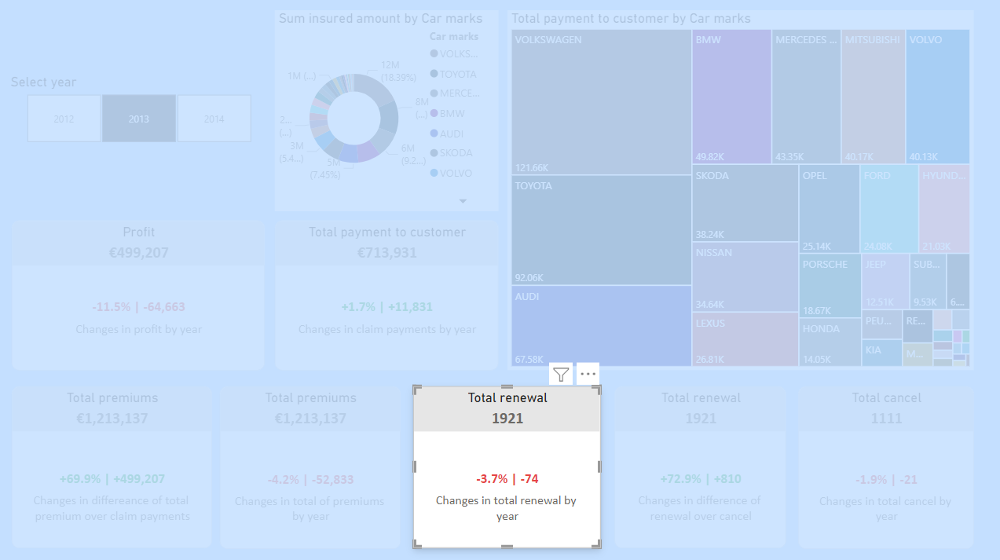 Sum insured amount by Car marks
Car marks
VOLKS...
TOYOTA
MERCE...
BMW
AUDI
SKODA
VOLVO
12M
(18.39%)
8M
(...)
6M
(9.2...)
5M
(7.45%)
3M
(5.4...)
2...
(...)
1M (...)
Total payment to customer by Car marks
VOLKSWAGEN
121.66K
TOYOTA
92.06K
AUDI
67.58K
BMW
49.82K
MERCEDES ...
43.35K
MITSUBISHI
40.17K
VOLVO
40.13K
SKODA
38.24K
NISSAN
34.64K
LEXUS
26.81K
OPEL
25.14K
FORD
24.08K
HYUND...
21.03K
PORSCHE
18.67K
HONDA
14.05K
JEEP
12.51K
SUB...
9.53K
6....
PEU...
RE...
KIA
M...
Select year
2012
2013
2014
Profit
€499,207
-11.5% | -64,663
Changes in profit by year
Total payment to customer
€713,931
+1.7% | +11,831
Changes in claim payments by year
Total premiums
€1,213,137
+69.9% | +499,207
Changes in differeance of total
premium over claim payments
Total premiums
€1,213,137
-4.2% | -52,833
Changes in total of premiums
by year
Total renewal
1921
-3.7% | -74
Changes in total renewal by
year
Total renewal
1921
+72.9% | +810
Changes in difference of
renewal over cancel
Total cancel
1111
-1.9% | -21
Changes in total cancel by
year